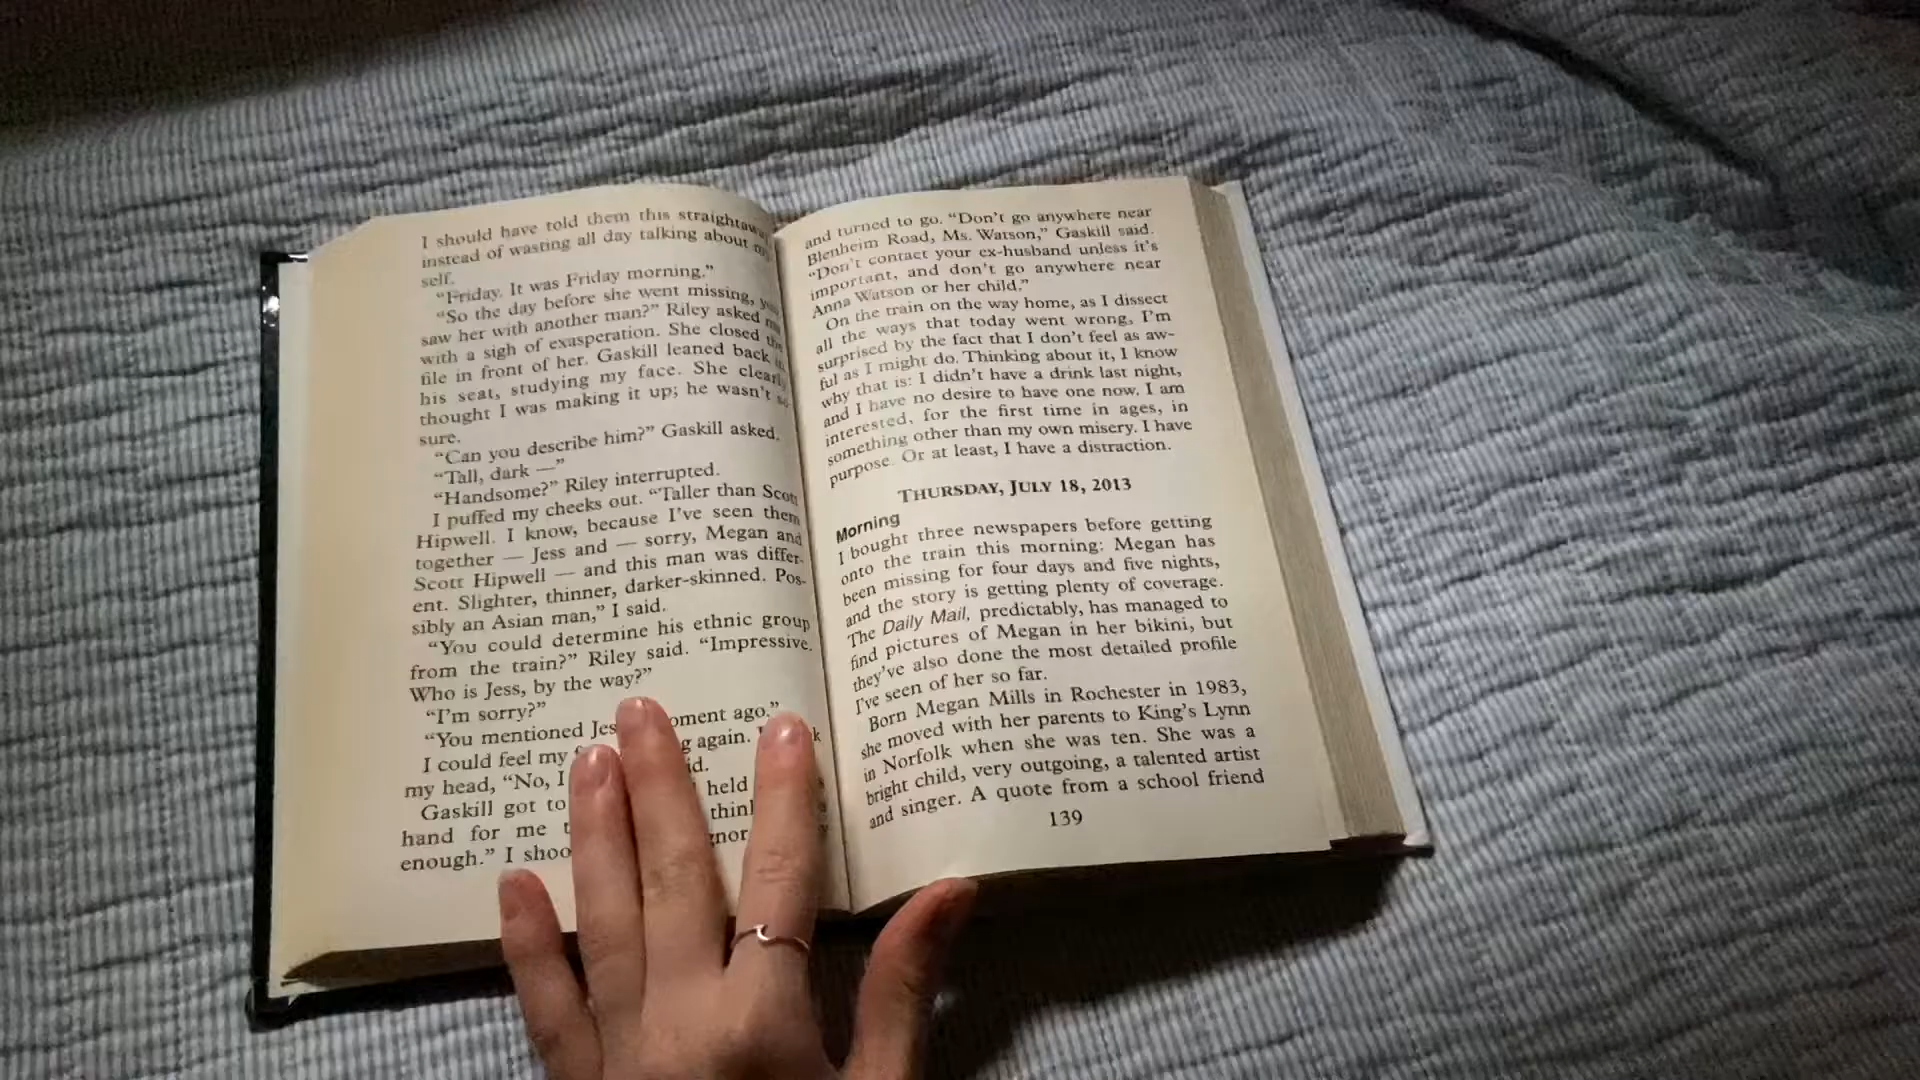 I should have told them this straightaway
instead of wasting all day talking about my-
self.
“Friday. It was Friday morning.”
“So the day before she went missing, you
saw her with another man?” Riley asked me
with a sigh of exasperation. She closed the
file in front of her. Gaskill leaned back in
his seat, studying my face. She clearly
thought I was making it up; he wasn’t so
sure.
“Can you describe him?” Gaskill asked.
“Tall, dark —”
“Handsome?” Riley interrupted.
I puffed my cheeks out. “Taller than Scott
Hipwell. I know, because I’ve seen them
together — Jess and — sorry, Megan and
Scott Hipwell — and this man was differ-
ent. Slighter, thinner, darker-skinned. Pos-
sibly an Asian man,” I said.
“You could determine his ethnic group
from the train?” Riley said. “Impressive.
Who is Jess, by the way?”
“I’m sorry?”
“You mentioned ago.”
I could feel my again.
my head, “No, I
Gaskill got to held
hand for me
enough.” I
and turned to go. “Don’t go anywhere near
Blenheim Road, Ms. Watson,” Gaskill said.
“Don’t contact your ex-husband unless it’s
important, and don’t go anywhere near
Anna Watson or her child.”
On the train on the way home, as I dissect
all the ways that today went wrong, I’m
surprised by the fact that I don’t feel as aw-
ful as I might do. Thinking about it, I know
why that is: I didn’t have a drink last night,
and I have no desire to have one now. I am
interested, for the first time in ages, in
something other than my own misery. I have
purpose. Or at least, I have a distraction.
THURSDAY, JULY 18, 2013
Morning
I bought three newspapers before getting
onto the train this morning: Megan has
been missing for four days and five nights,
and the story is getting plenty of coverage.
The Daily Mail, predictably, has managed to
find pictures of Megan in her bikini, but
they’ve also done the most detailed profile
I’ve seen of her so far.
Born Megan Mills in Rochester in 1983,
she moved with her parents to King’s Lynn
in Norfolk when she was ten. She was a
bright child, very outgoing, a talented artist
and singer. A quote from a school friend
139